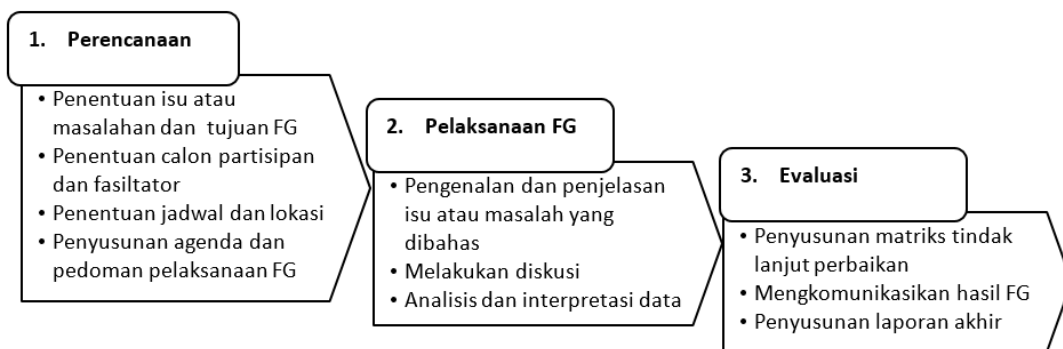 1. Perencanaan
• Penentuan isu atau
masalahan dan tujuan FG
• Penentuan calon partisipan
dan fasiltator
• Penentuan jadwal dan lokasi
• Penyusunan agenda dan
pedoman pelaksanaan FG
2. Pelaksanaan FG
• Pengenalan dan penjelasan
isu atau masalah yang
dibahas
• Melakukan diskusi
• Analisis dan interpretasi data
3. Evaluasi
• Penyusunan matriks tindak
lanjut perbaikan
• Mengkomunikasikan hasil FG
• Penyusunan laporan akhir